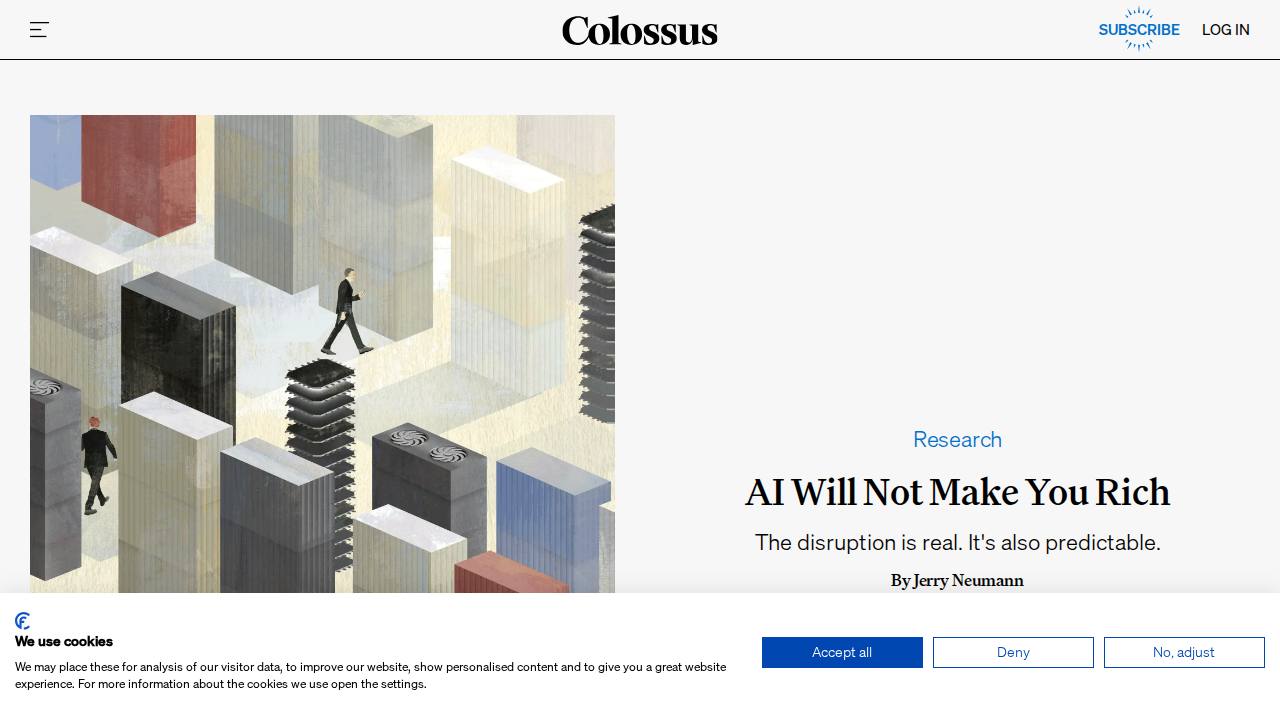 Colossus
SUBSCRIBE
LOG IN
Research
AI Will Not Make You Rich
The disruption is real. It's also predictable.
By Jerry Neumann
We use cookies
We may place these for analysis of our visitor data, to improve our website, show personalised content and to give you a great website
experience. For more information about the cookies we use open the settings.
Accept all
Deny
No, adjust